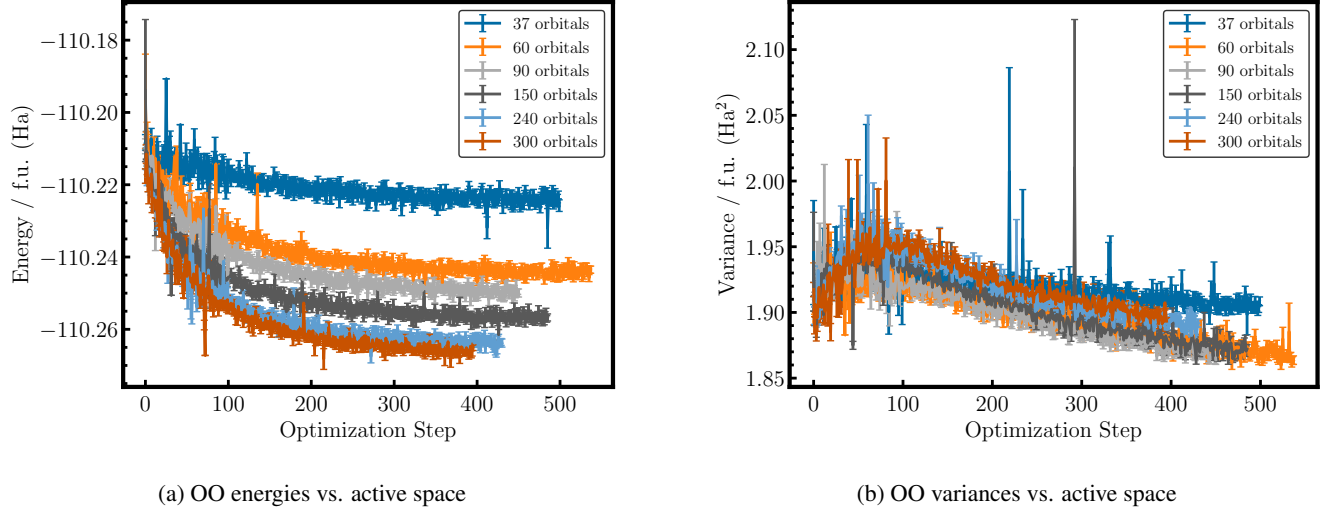 −110.18
−110.20
−110.22
−110.24
−110.26
Energy / f.u. (Ha)
37 orbitals
60 orbitals
90 orbitals
150 orbitals
240 orbitals
300 orbitals
0 100 200 300 400 500
Optimization Step
(a) OO energies vs. active space
2.10
2.05
2.00
1.95
1.90
1.85
Variance / f.u. (Ha²)
37 orbitals
60 orbitals
90 orbitals
150 orbitals
240 orbitals
300 orbitals
0 100 200 300 400 500
Optimization Step
(b) OO variances vs. active space